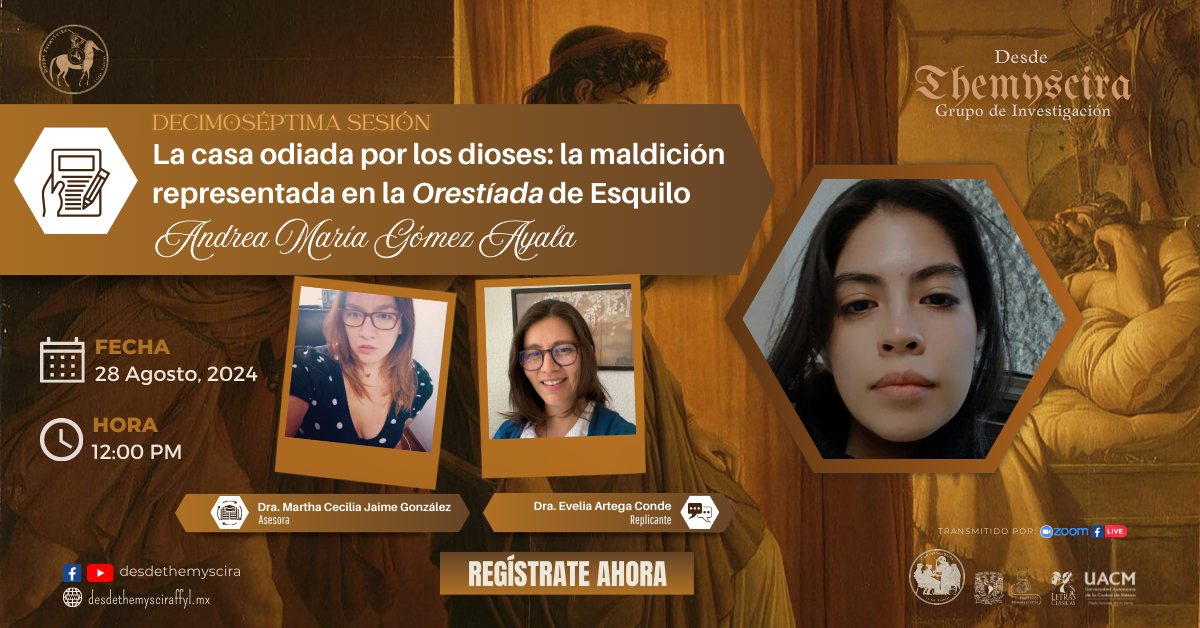 Desde
Themyscira
Grupo de Investigación
DECIMOSÉPTIMA SESIÓN
La casa odiada por los dioses: la maldición
representada en la Orestíada de Esquilo
Andrea María Gómez Ayala
FECHA
28 Agosto, 2024
HORA
12:00 PM
Dra. Martha Cecilia Jaime González
Asesora
Dra. Evelia Artega Conde
Replicante
REGÍSTRATE AHORA
desdethemyscira
desdethemysciraffyl.mx
TRANSMITIDO POR: zoom f LIVE
LETRAS
CLÁSICAS
UACM
Universidad Autónoma
de la Ciudad de México